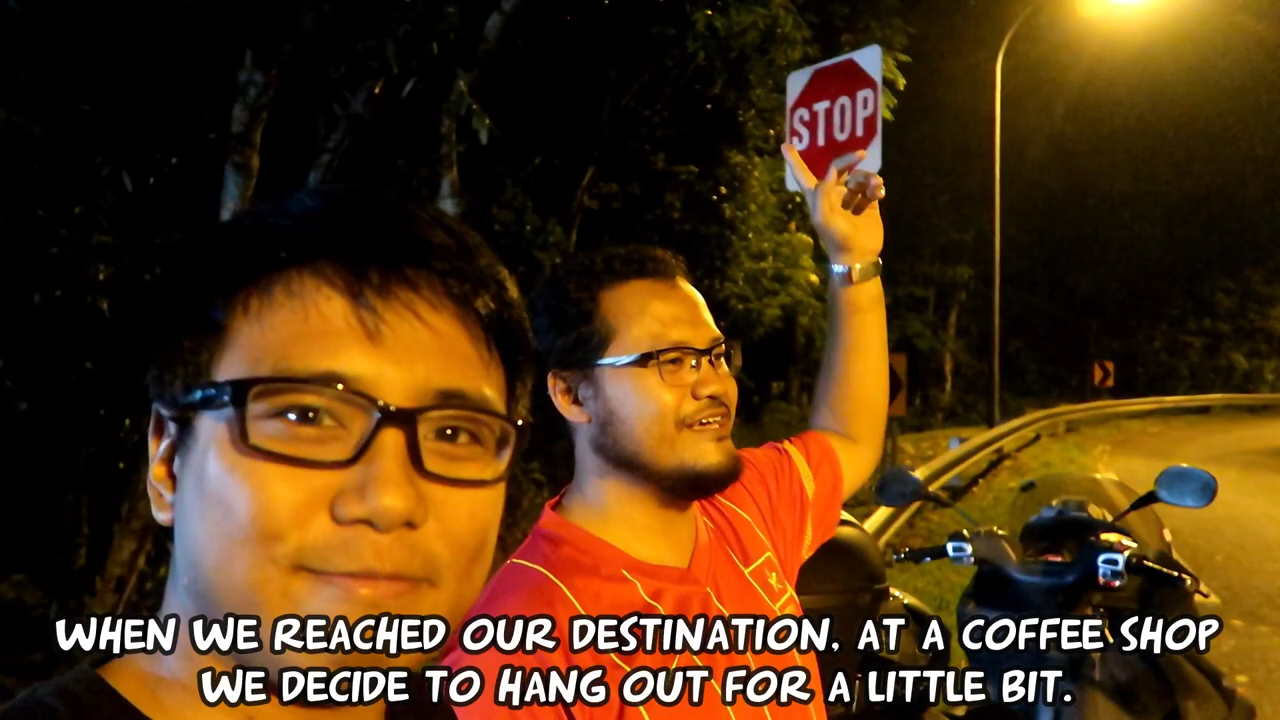 STOP
WHEN WE REACHED OUR DESTINATION, AT A COFFEE SHOP
WE DECIDE TO HANG OUT FOR A LITTLE BIT.